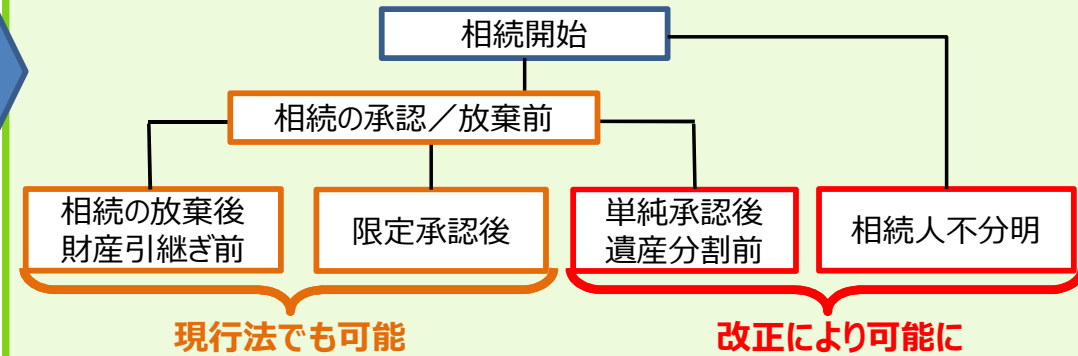 相続開始
相続の承認／放棄前
相続の放棄後
財産引継ぎ前
限定承認後
単純承認後
遺産分割前
相続人不分明
現行法でも可能
改正により可能に